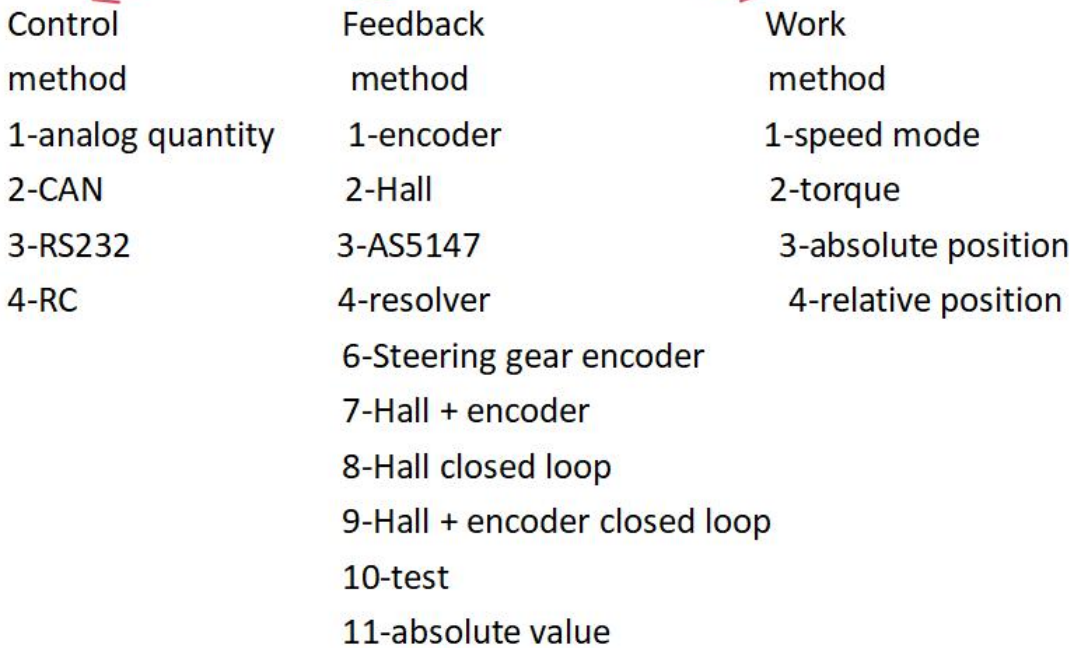 Control
method
1-analog quantity
2-CAN
3-RS232
4-RC
Feedback
method
1-encoder
2-Hall
3-AS5147
4-resolver
6-Steering gear encoder
7-Hall + encoder
8-Hall closed loop
9-Hall + encoder closed loop
10-test
11-absolute value
Work
method
1-speed mode
2-torque
3-absolute position
4-relative position